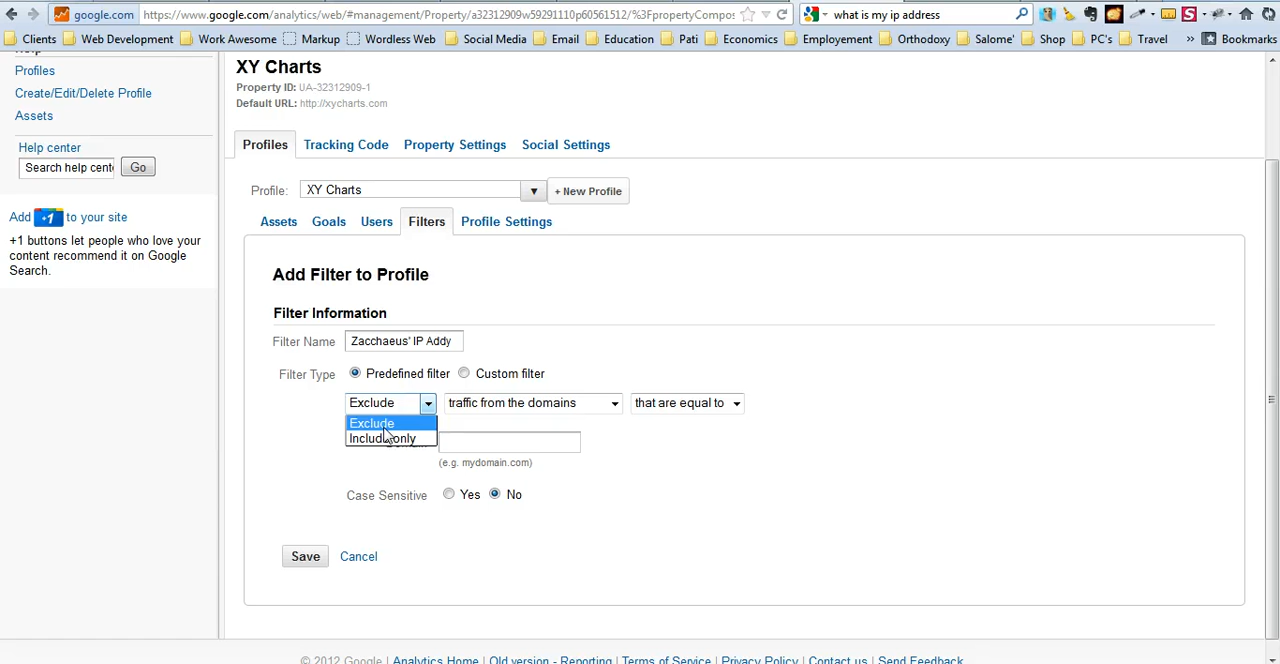 google.com
https://www.google.com/analytics/web/#management/Property/a32312909w59291110p60561512/%3FpropertyCompos
what is my ip address
Clients
Web Development
Work Awesome
Markup
Wordless Web
Social Media
Email
Education
Pati
Economics
Employement
Orthodoxy
Salome'
Shop
PC's
Travel
»
Bookmarks
Help
Profiles
Create/Edit/Delete Profile
Assets
Help center
Search help cent
Go
Add +1 to your site
+1 buttons let people who love your
content recommend it on Google
Search.
XY Charts
Property ID: UA-32312909-1
Default URL: http://xycharts.com
Profiles
Tracking Code
Property Settings
Social Settings
Profile:
XY Charts
+ New Profile
Assets
Goals
Users
Filters
Profile Settings
Add Filter to Profile
Filter Information
Filter Name
Zacchaeus' IP Addy
Filter Type
Predefined filter
Custom filter
Exclude
traffic from the domains
that are equal to
Exclude
Include only
(e.g. mydomain.com)
Case Sensitive
Yes
No
Save
Cancel
© 2012 Google
Analytics Home
Old version - Reporting
Terms of Service
Privacy Policy
Contact us
Send Feedback